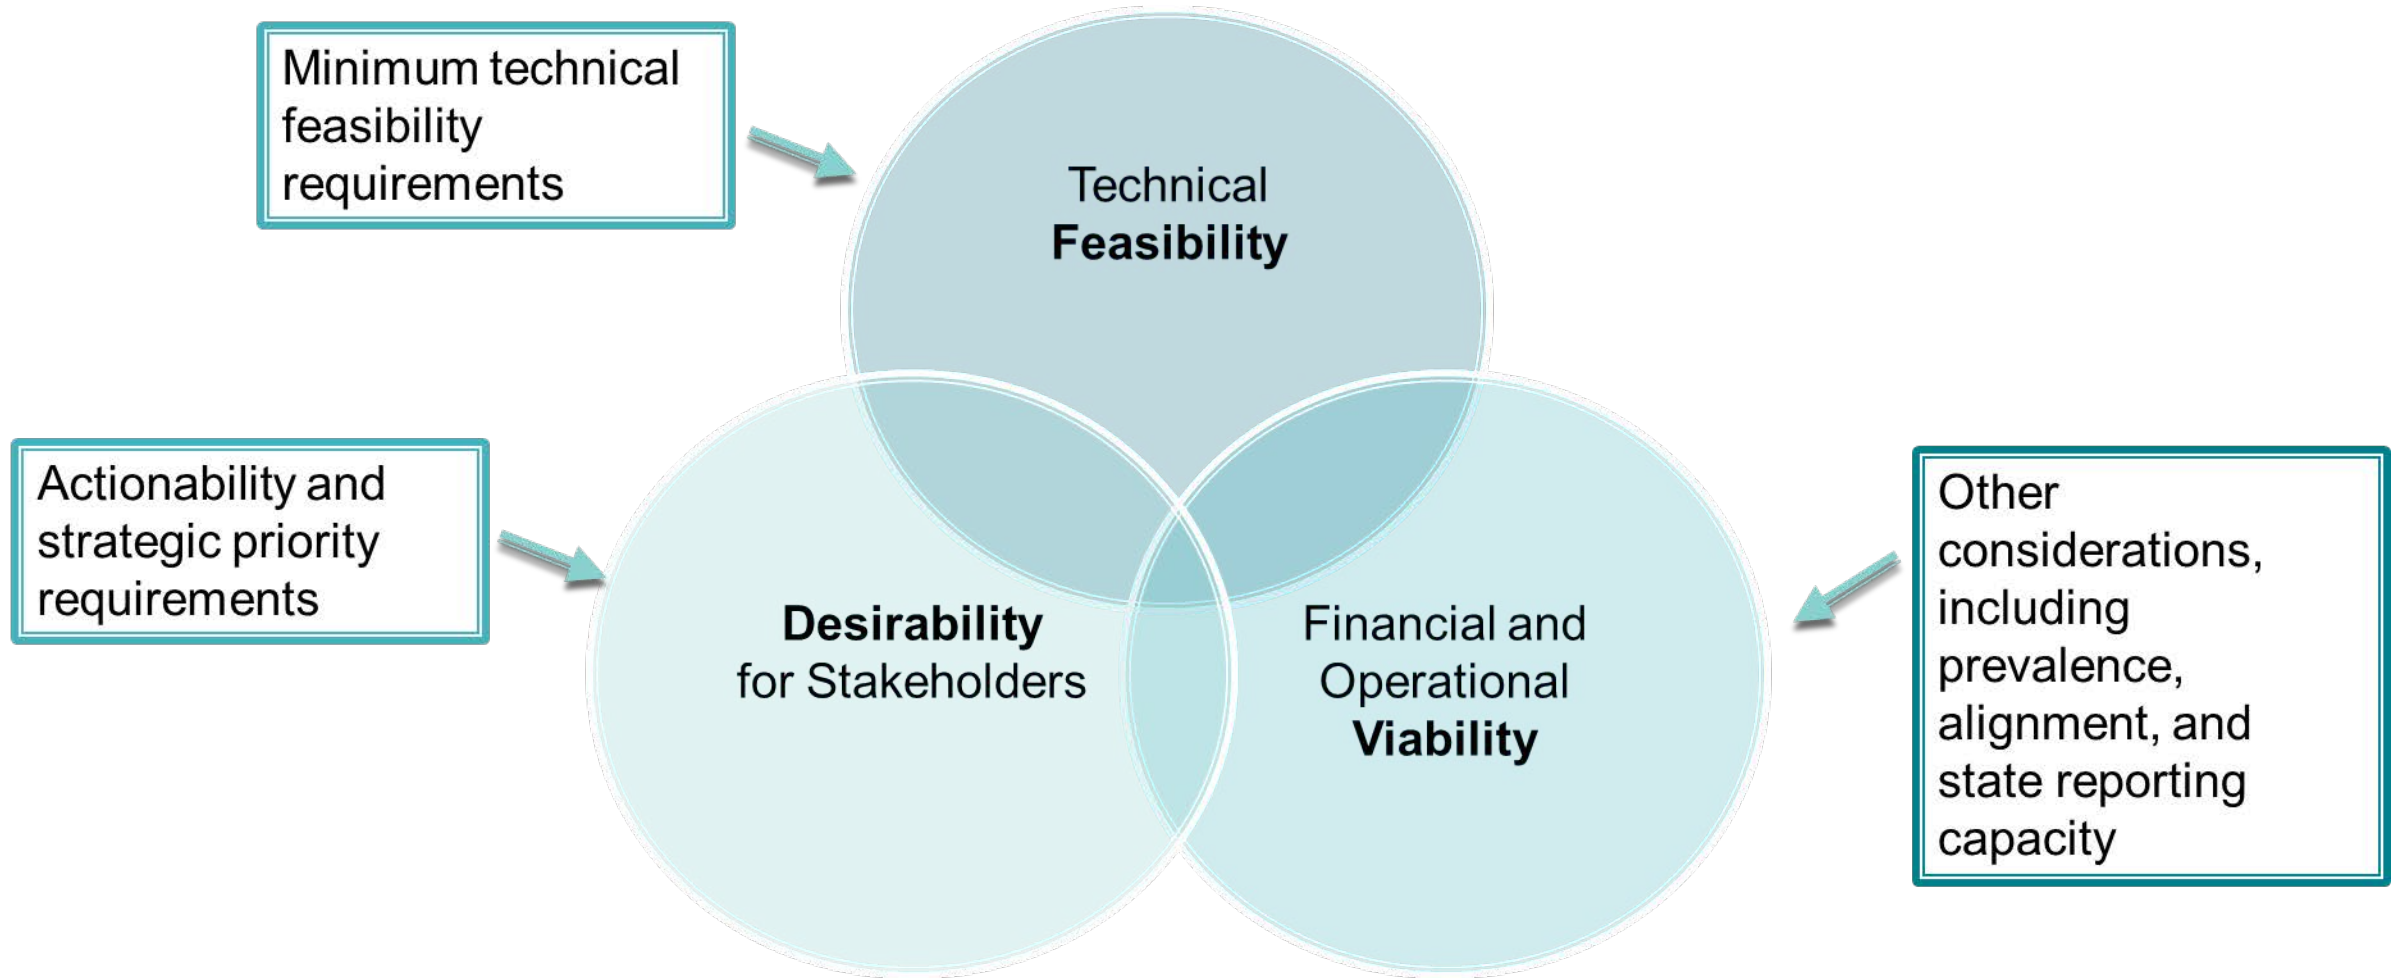 Minimum technical
feasibility
requirements
Technical
Feasibility
Actionability and
strategic priority
requirements
Desirability
for Stakeholders
Financial and
Operational
Viability
Other
considerations,
including
prevalence,
alignment, and
state reporting
capacity